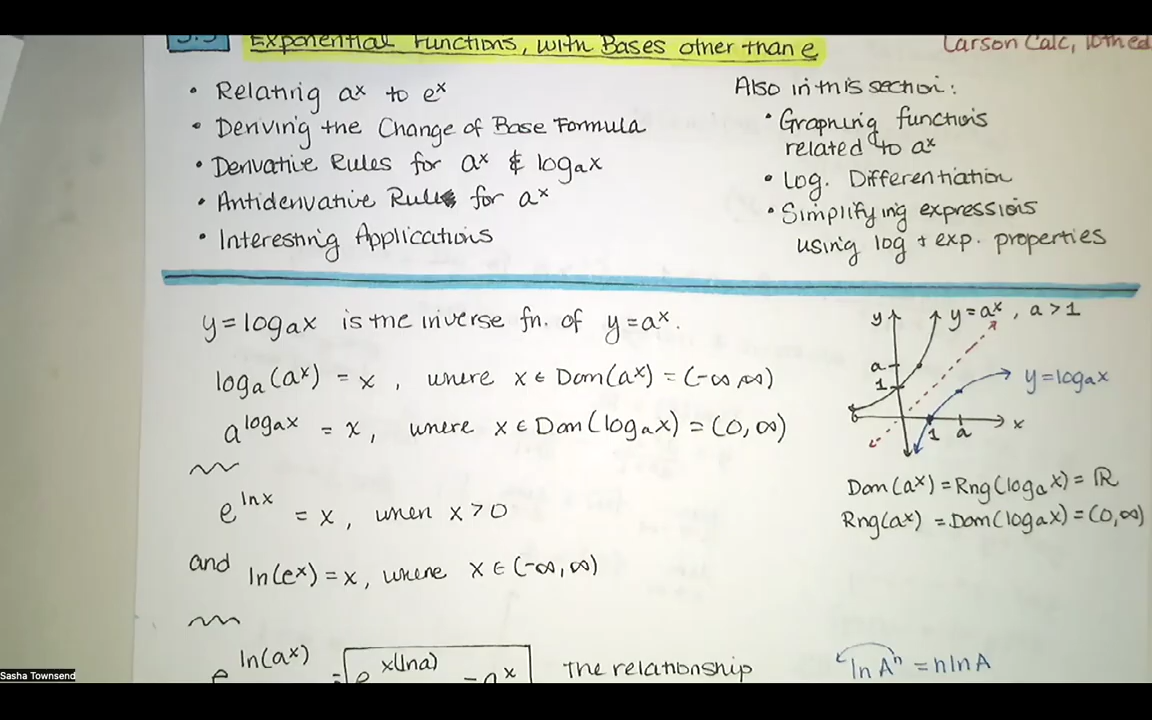 5.5 Exponential Functions, with Bases other than e
Larson Calc, 10th ed
• Relating aˣ to eˣ
• Deriving the Change of Base Formula
• Derivative Rules for aˣ & logₐx
• Antiderivative Rules for aˣ
• Interesting Applications
Also in this section:
• Graphing functions
related to aˣ
• Log. Differentiation
• Simplifying expressions
using log + exp. properties
y = logₐx is the inverse fn. of y = aˣ.
logₐ(aˣ) = x, where x ∈ Dom(aˣ) = (-∞,∞)
a^(logₐx) = x, where x ∈ Dom(logₐx) = (0,∞)
e^(ln x) = x, when x > 0
and ln(eˣ) = x, where x ∈ (-∞,∞)
e^(ln(aˣ)) = e^(x(ln a)) = aˣ The relationship
y
y = aˣ, a > 1
a
1
y = logₐx
1 a x
Dom(aˣ) = Rng(logₐx) = ℝ
Rng(aˣ) = Dom(logₐx) = (0,∞)
ln Aⁿ = n ln A
Sasha Townsend